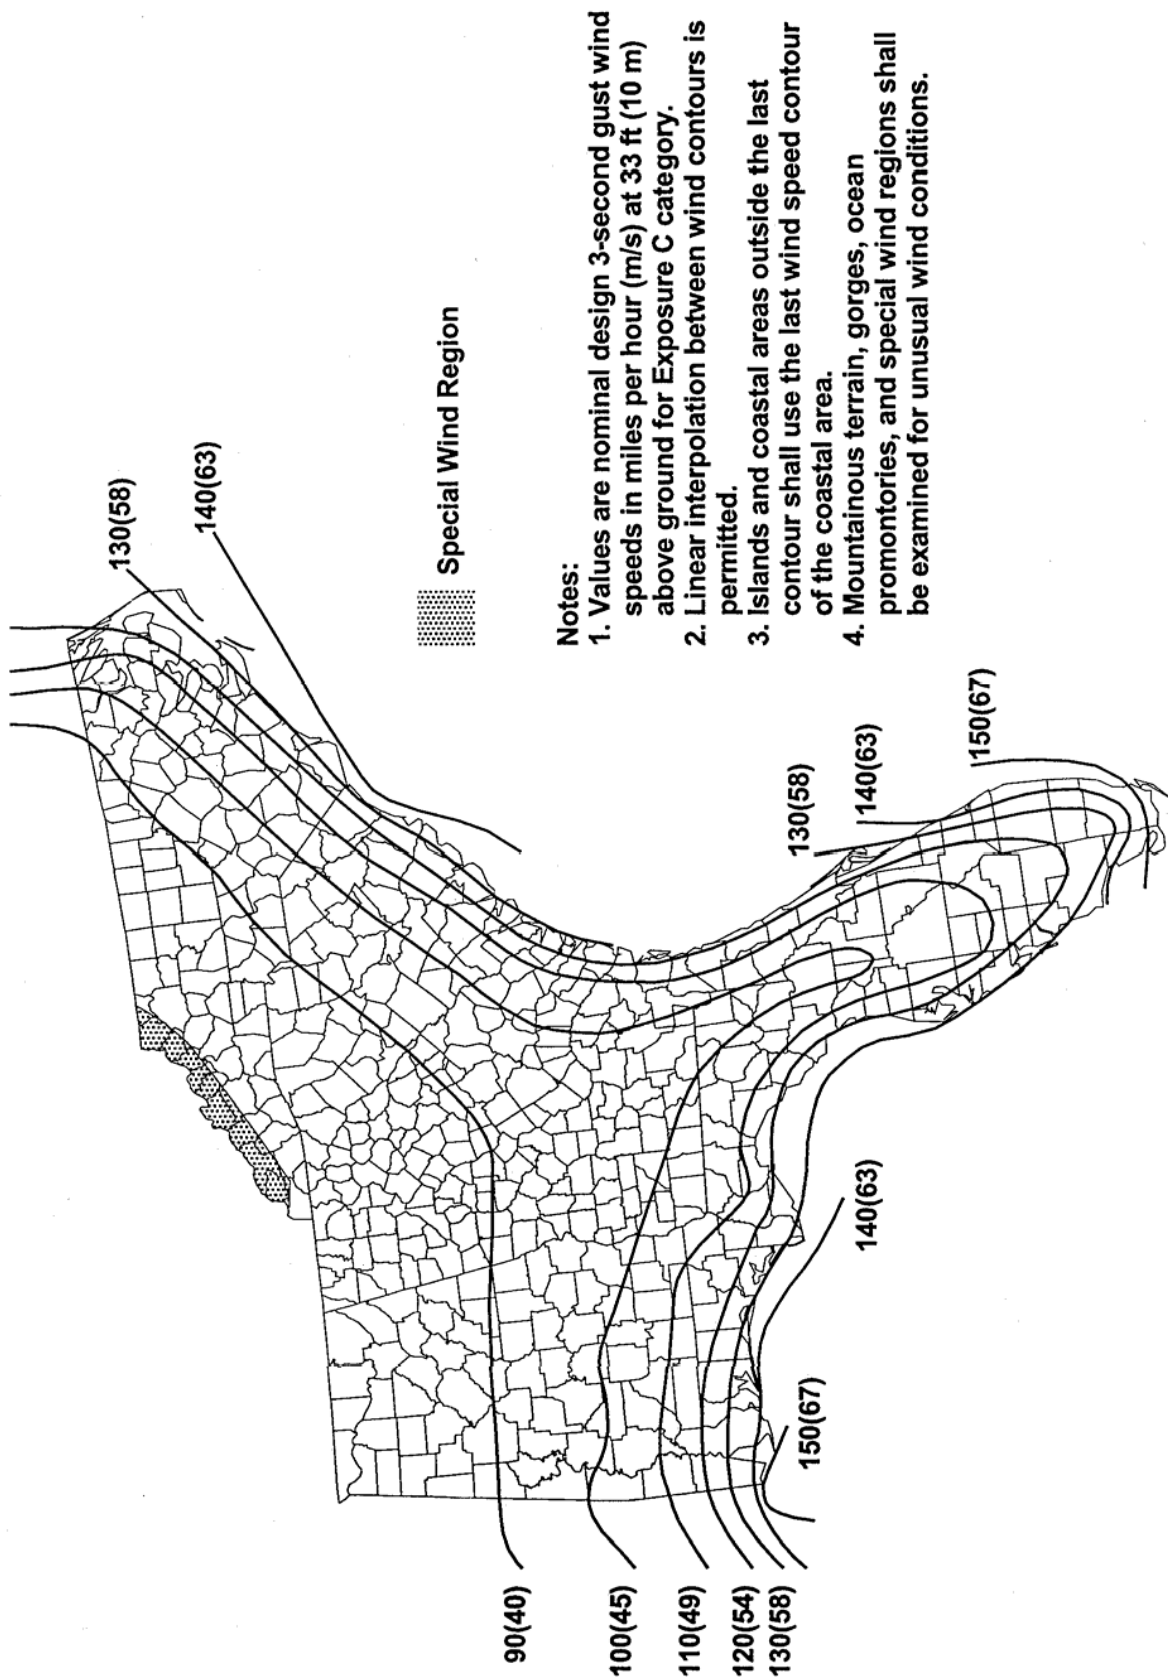 130(58)
140(63)
Special Wind Region
Notes:
1. Values are nominal design 3-second gust wind
speeds in miles per hour (m/s) at 33 ft (10 m)
above ground for Exposure C category.
2. Linear interpolation between wind contours is
permitted.
3. Islands and coastal areas outside the last
contour shall use the last wind speed contour
of the coastal area.
4. Mountainous terrain, gorges, ocean
promontories, and special wind regions shall
be examined for unusual wind conditions.
90(40)
100(45)
110(49)
120(54)
130(58)
150(67)
140(63)
130(58)
140(63)
150(67)